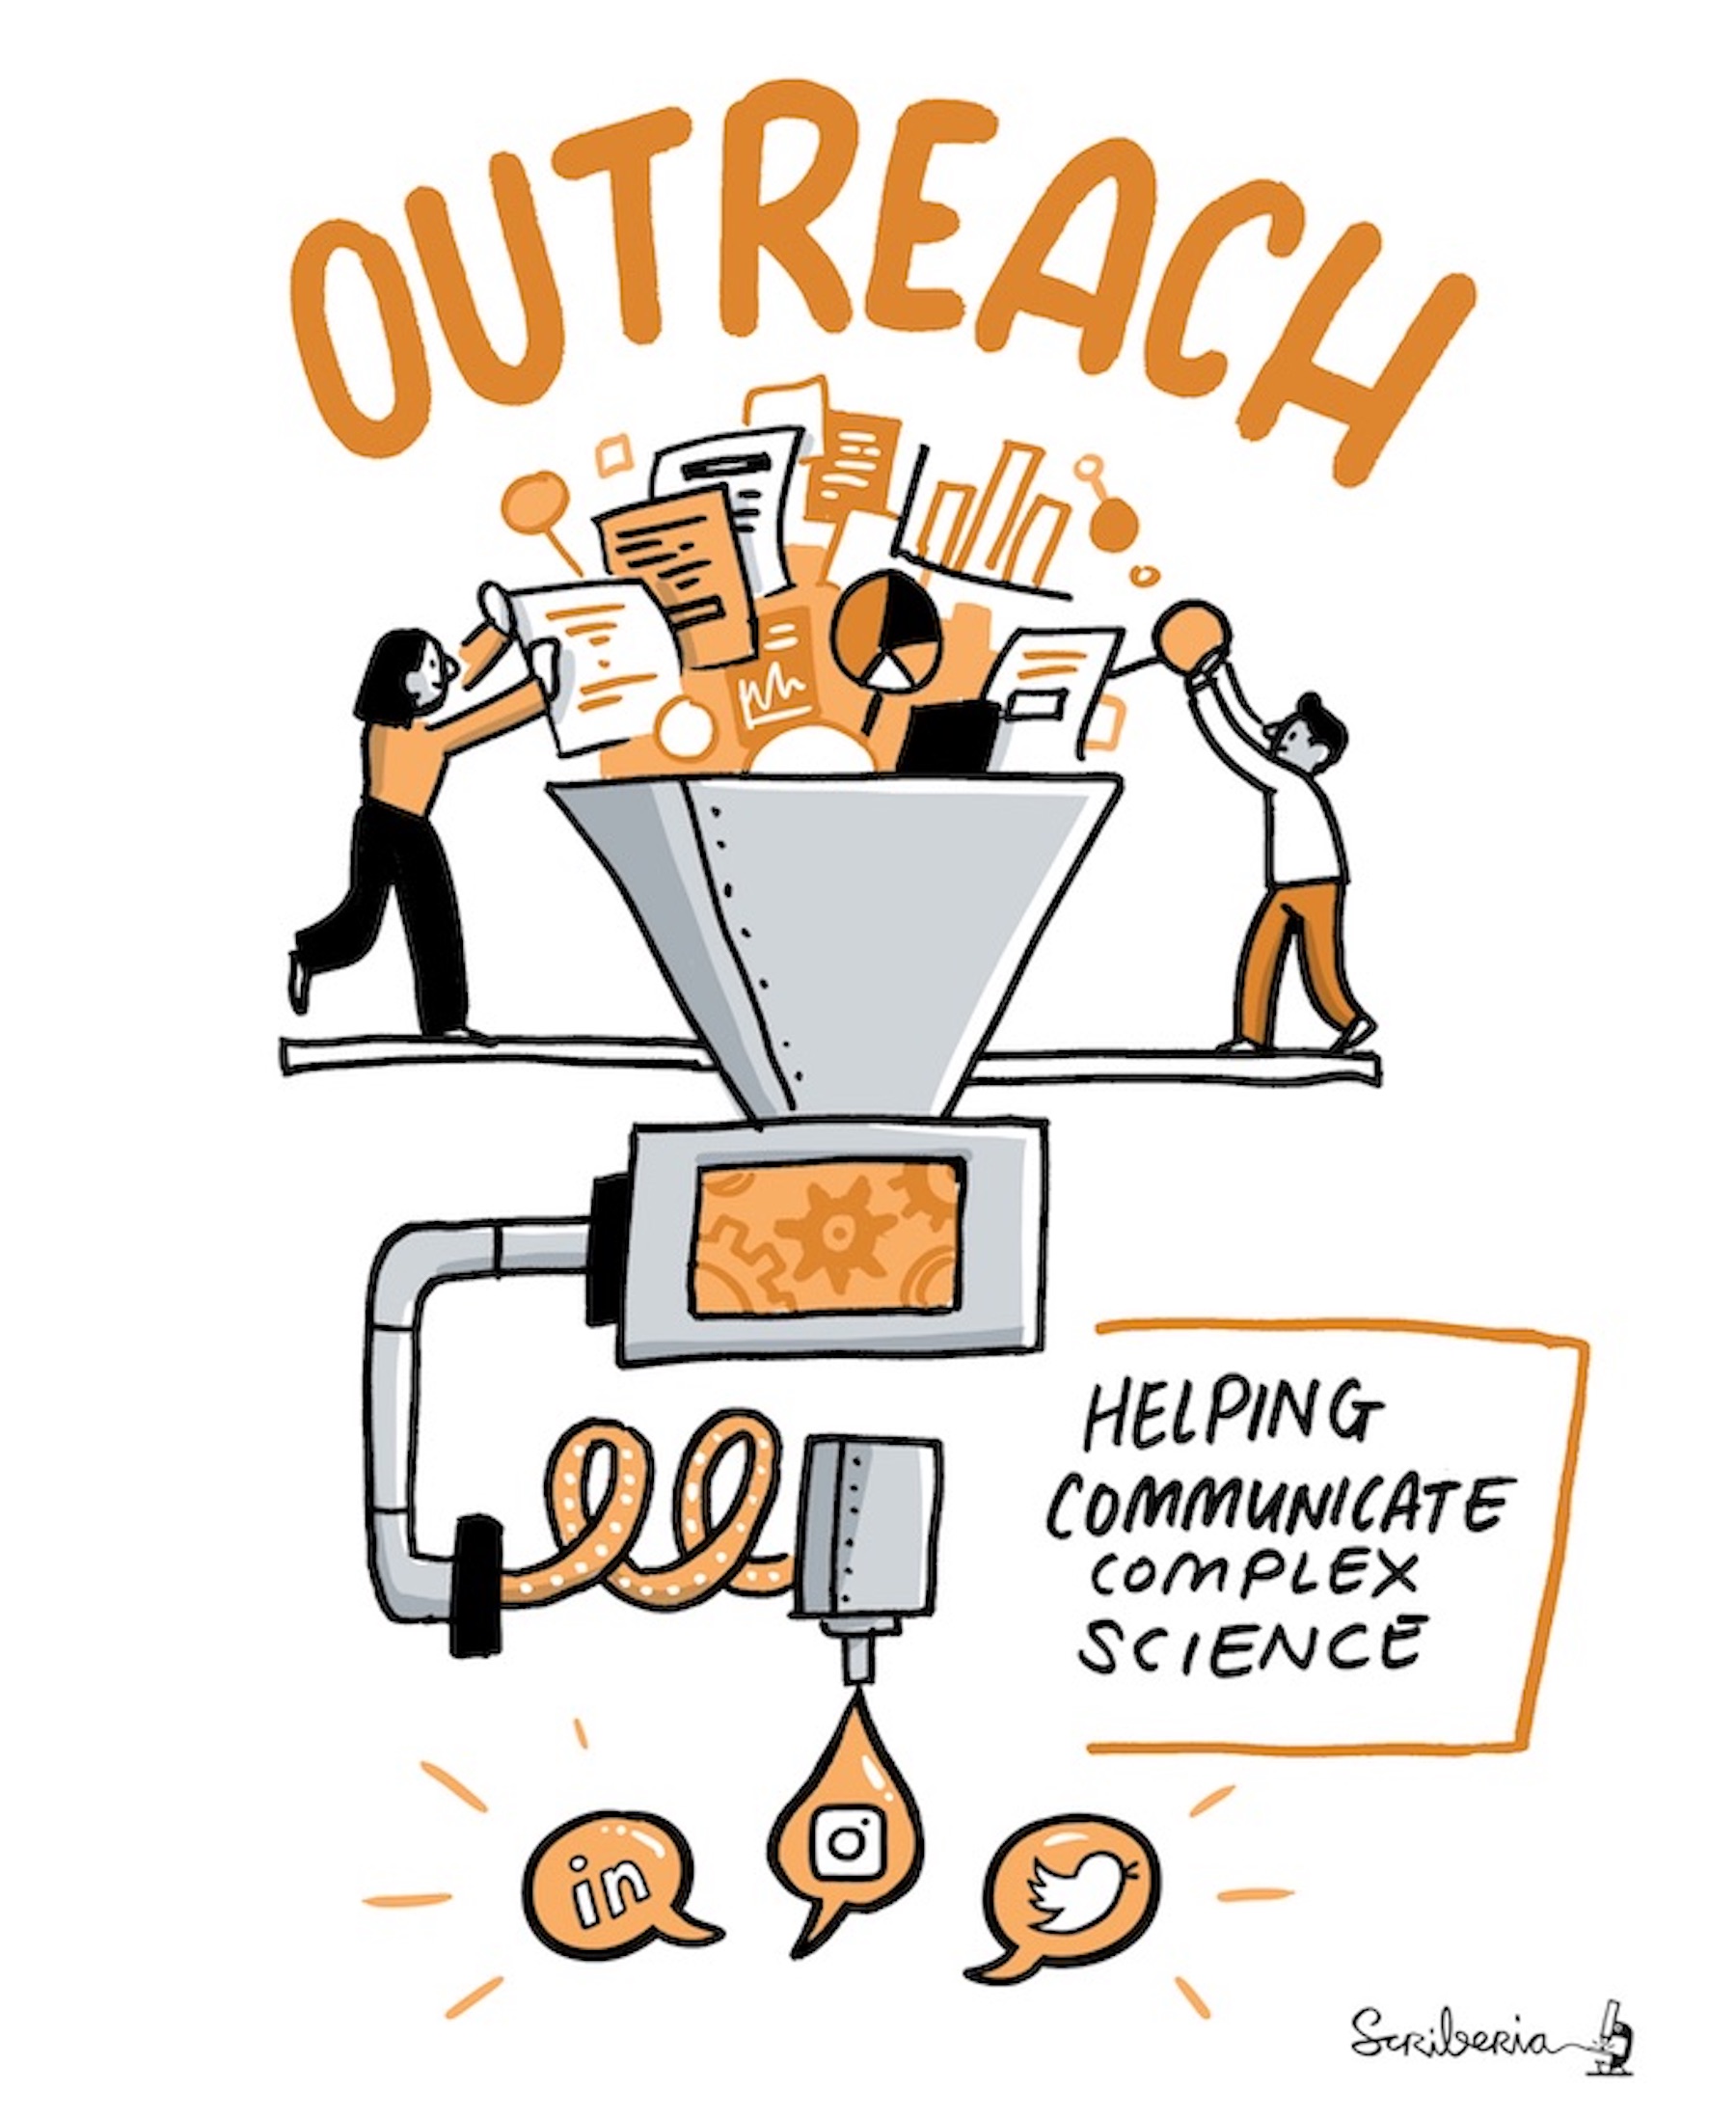 OUTREACH
HELPING
COMMUNICATE
COMPLEX
SCIENCE
in
Scriberia